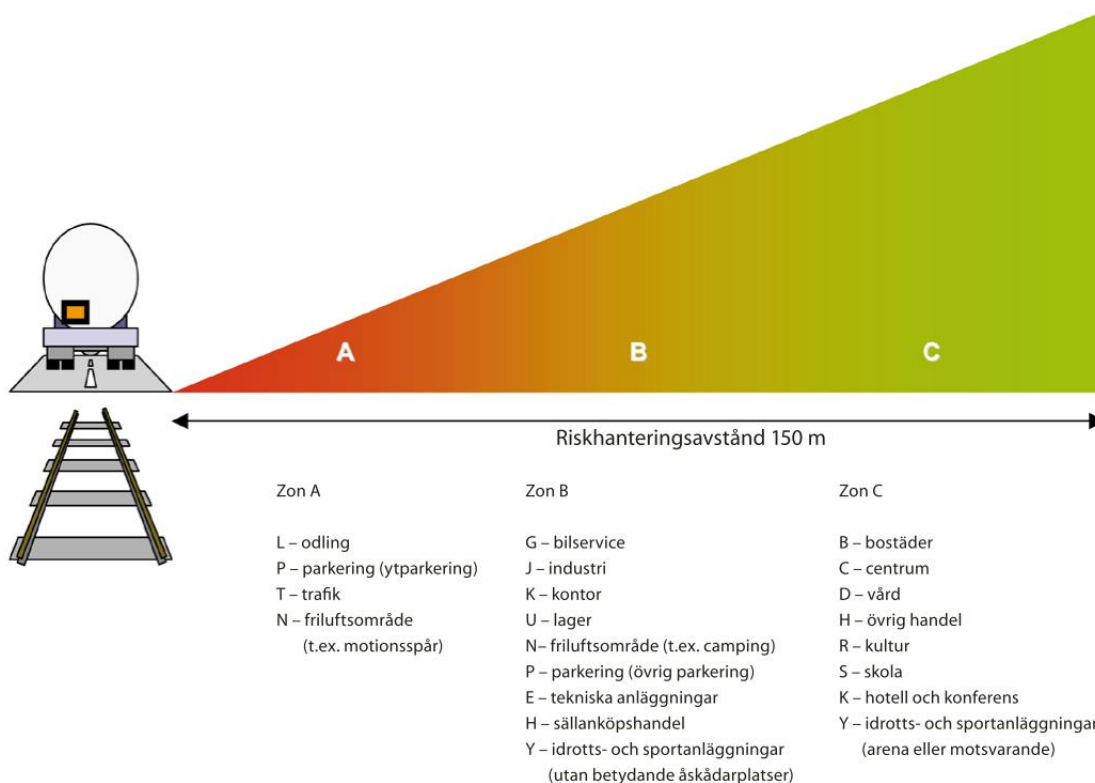 A
B
C
Riskhanteringsavstånd 150 m
Zon A
L – odling
P – parkering (ytparkering)
T – trafik
N – friluftsområde
(t.ex. motionsspår)
Zon B
G – bilservice
J – industri
K – kontor
U – lager
N– friluftsområde (t.ex. camping)
P – parkering (övrig parkering)
E – tekniska anläggningar
H – sällanköpshandel
Y – idrotts- och sportanläggningar
(utan betydande åskådarplatser)
Zon C
B – bostäder
C – centrum
D – vård
H – övrig handel
R – kultur
S – skola
K – hotell och konferens
Y – idrotts- och sportanläggningar
(arena eller motsvarande)